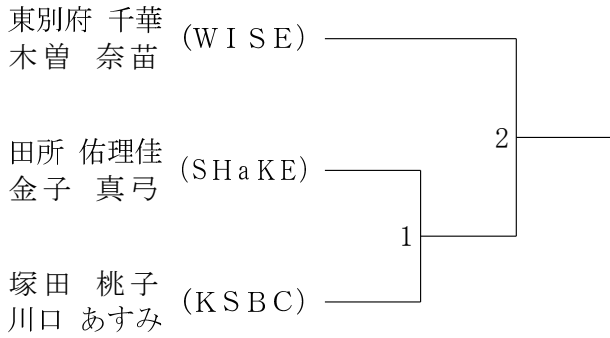 東別府 千華
木曽 奈苗 (WISE)
2
田所 佑理佳
金子 真弓 (SHaKE)
1
塚田 桃子
川口 あすみ (KSBC)